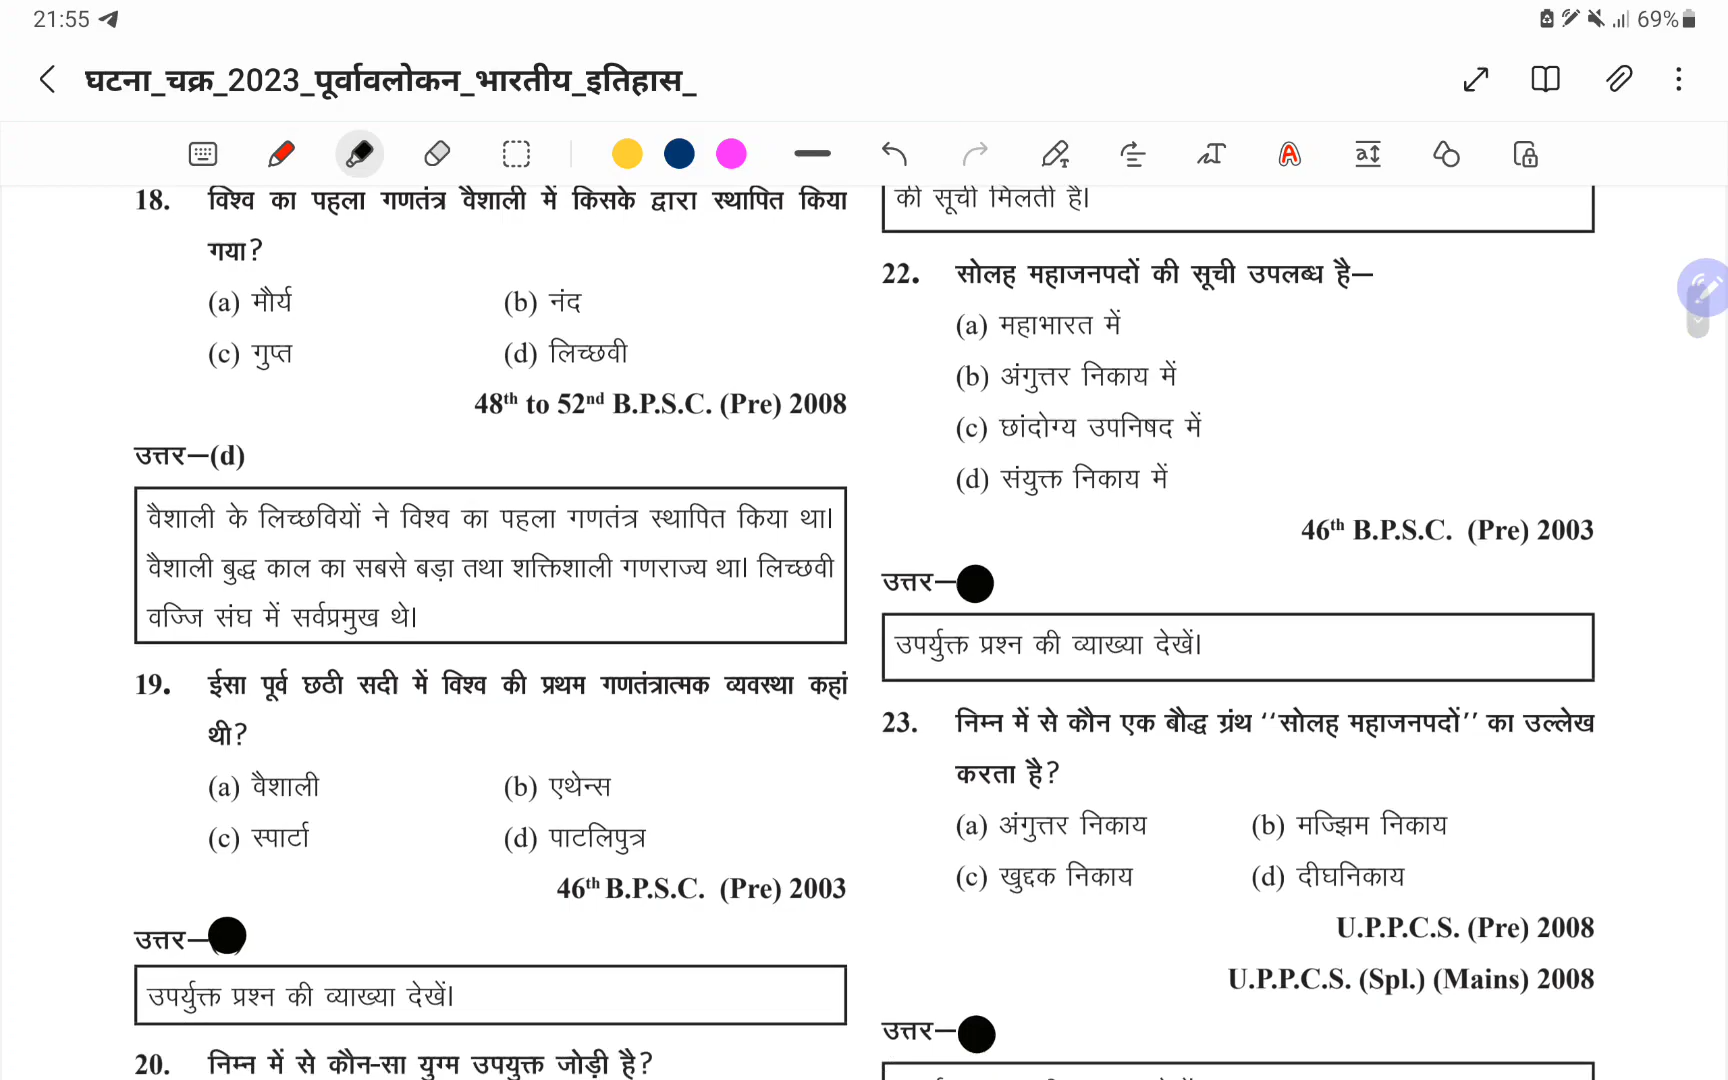 21:55
69%
घटना_चक्र_2023_पूर्वावलोकन_भारतीय_इतिहास_
18. विश्व का पहला गणतंत्र वैशाली में किसके द्वारा स्थापित किया
गया?
(a) मौर्य (b) नंद
(c) गुप्त (d) लिच्छवी
48th to 52nd B.P.S.C. (Pre) 2008
उत्तर—(d)
वैशाली के लिच्छवियों ने विश्व का पहला गणतंत्र स्थापित किया था।
वैशाली बुद्ध काल का सबसे बड़ा तथा शक्तिशाली गणराज्य था। लिच्छवी
वज्जि संघ में सर्वप्रमुख थे।
19. ईसा पूर्व छठी सदी में विश्व की प्रथम गणतंत्रात्मक व्यवस्था कहां
थी?
(a) वैशाली (b) एथेन्स
(c) स्पार्टा (d) पाटलिपुत्र
46th B.P.S.C. (Pre) 2003
उत्तर—
उपर्युक्त प्रश्न की व्याख्या देखें।
20. निम्न में से कौन-सा युग्म उपयुक्त जोड़ी है?
की सूची मिलती है।
22. सोलह महाजनपदों की सूची उपलब्ध है—
(a) महाभारत में
(b) अंगुत्तर निकाय में
(c) छांदोग्य उपनिषद में
(d) संयुक्त निकाय में
46th B.P.S.C. (Pre) 2003
उत्तर—
उपर्युक्त प्रश्न की व्याख्या देखें।
23. निम्न में से कौन एक बौद्ध ग्रंथ ‘‘सोलह महाजनपदों’’ का उल्लेख
करता है?
(a) अंगुत्तर निकाय (b) मज्झिम निकाय
(c) खुद्दक निकाय (d) दीघनिकाय
U.P.P.C.S. (Pre) 2008
U.P.P.C.S. (Spl.) (Mains) 2008
उत्तर—